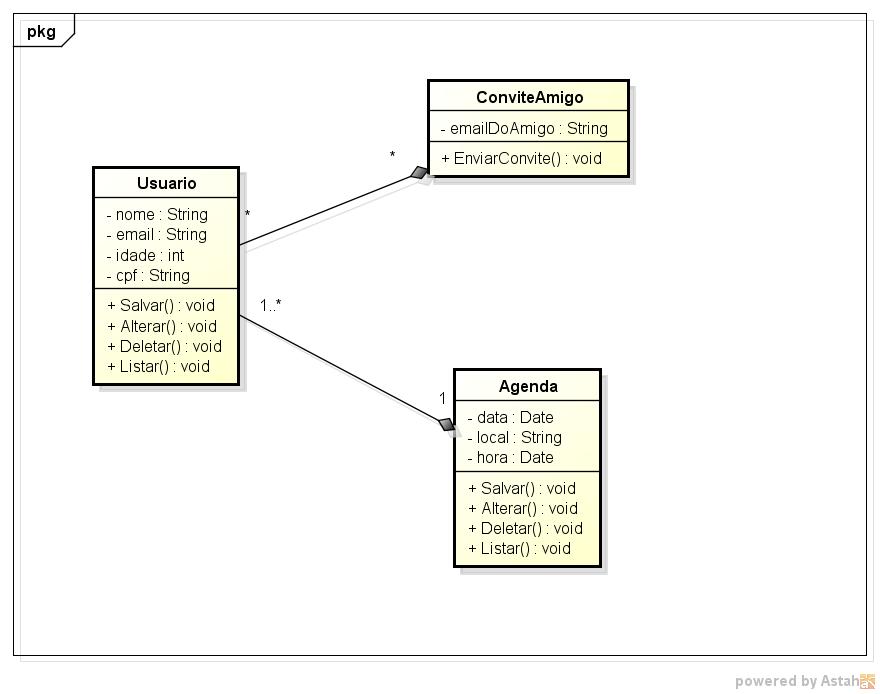 pkg
ConviteAmigo
- emailDoAmigo : String
+ EnviarConvite() : void
*
*
Usuario
- nome : String
- email : String
- idade : int
- cpf : String
+ Salvar() : void
+ Alterar() : void
+ Deletar() : void
+ Listar() : void
1..*
1
Agenda
- data : Date
- local : String
- hora : Date
+ Salvar() : void
+ Alterar() : void
+ Deletar() : void
+ Listar() : void
powered by Astah